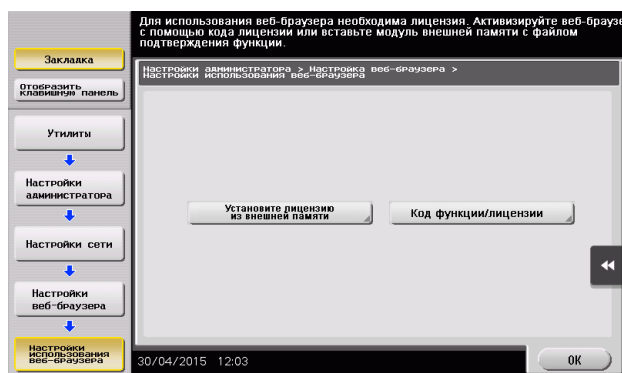 Для использования веб-браузера необходима лицензия. Активизируйте веб-брауз
с помощью кода лицензии или вставьте модуль внешней памяти с файлом
подтверждения функции.
Закладка
Отобразить
клавишную панель
Настройки администратора > Настройка веб-браузера >
Настройки использования веб-браузера
Утилиты
Настройки
администратора
Установите лицензию
из внешней памяти
Код функции/лицензии
Настройки сети
Настройки
веб-браузера
Настройки
использования
веб-браузера
30/04/2015 12:03
ОК